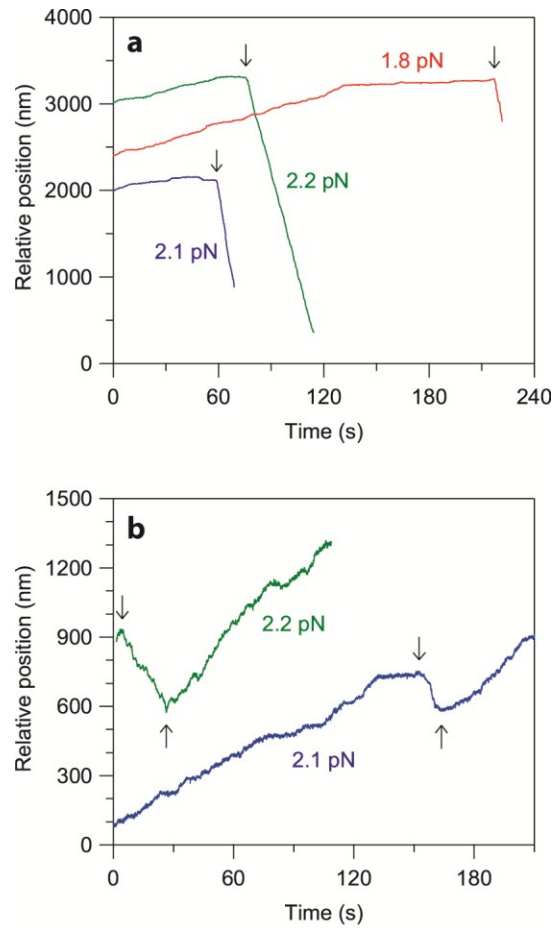 a
4000
3000
2000
1000
0
Relative position (nm)
1.8 pN
2.2 pN
2.1 pN
0 60 120 180 240
Time (s)
b
1500
1200
900
600
300
0
Relative position (nm)
2.2 pN
2.1 pN
0 60 120 180
Time (s)